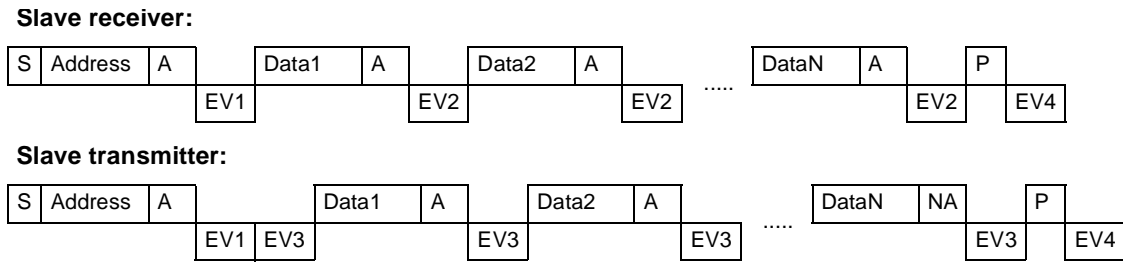 Slave receiver:
S Address A Data1 A Data2 A DataN A P
EV1 EV2 EV2 ..... EV2 EV4
Slave transmitter:
S Address A Data1 A Data2 A DataN NA P
EV1 EV3 EV3 EV3 ..... EV3 EV4